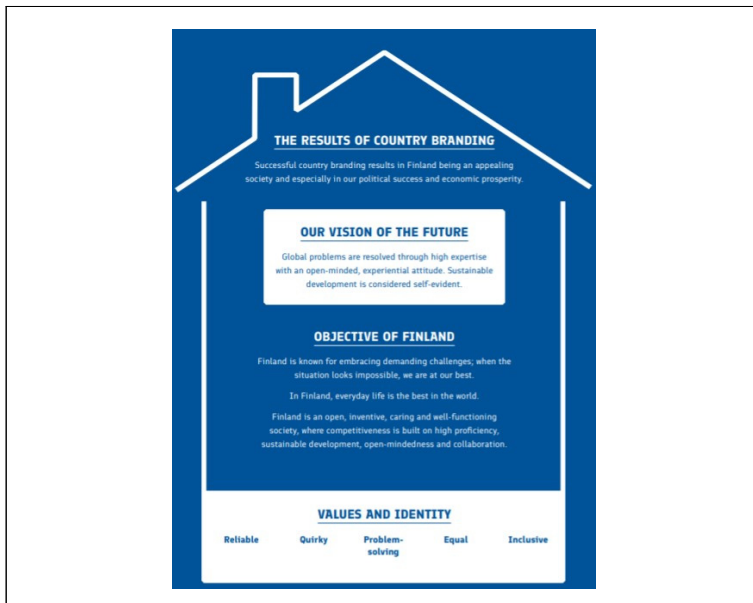 THE RESULTS OF COUNTRY BRANDING
Successful country branding results in Finland being an appealing
society and especially in our political success and economic prosperity.
OUR VISION OF THE FUTURE
Global problems are resolved through high expertise
with an open-minded, experiential attitude. Sustainable
development is considered self-evident.
OBJECTIVE OF FINLAND
Finland is known for embracing demanding challenges; when the
situation looks impossible, we are at our best.
In Finland, everyday life is the best in the world.
Finland is an open, inventive, caring and well-functioning
society, where competitiveness is built on high proficiency,
sustainable development, open-mindedness and collaboration.
VALUES AND IDENTITY
Reliable Quirky Problem- Equal Inclusive
solving